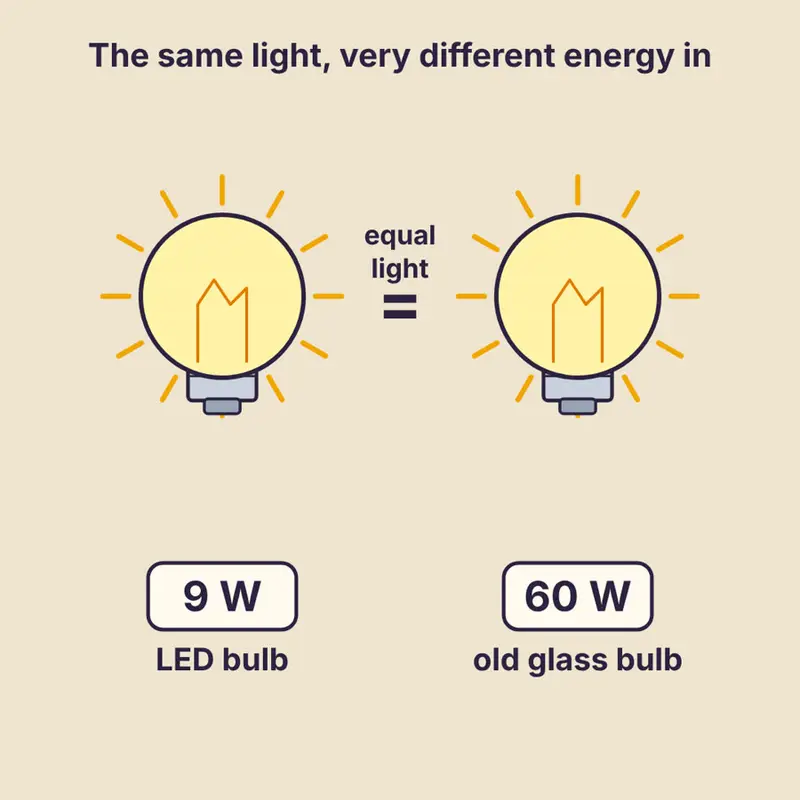 The same light, very different energy in
equal
light
=
9 W
60 W
LED bulb
old glass bulb